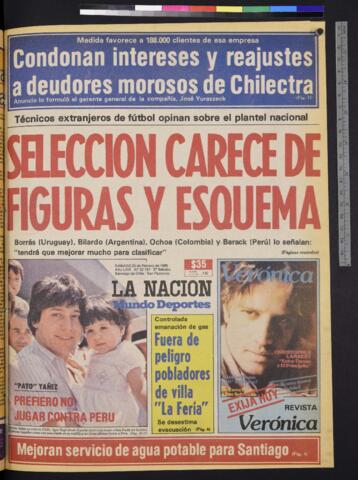 Medida favorece a 188.000 clientes de esa empresa
Condonan intereses y reajustes
a deudores morosos de Chilectra
Anuncio lo formuló el gerente general de la compañía, José Yuraszeck
Técnicos extranjeros de fútbol opinan sobre el plantel nacional
SELECCION CARECE DE
FIGURAS Y ESQUEMA
Borrás (Uruguay), Bilardo (Argentina), Ochoa (Colombia) y Barack (Perú) lo señalan:
"tendrá que mejorar mucho para clasificar"
$35
LA NACION
Mundo Deportes
"PATO" YAÑEZ
PREFIERO NO
JUGAR CONTRA PERU
Controlada
emanación de gas
Fuera de
peligro
pobladores
de villa
"La Feria"
Se desestima
evacuación
Verónica
EXIJA HOY
REVISTA
Verónica
Mejoran servicio de agua potable para Santiago